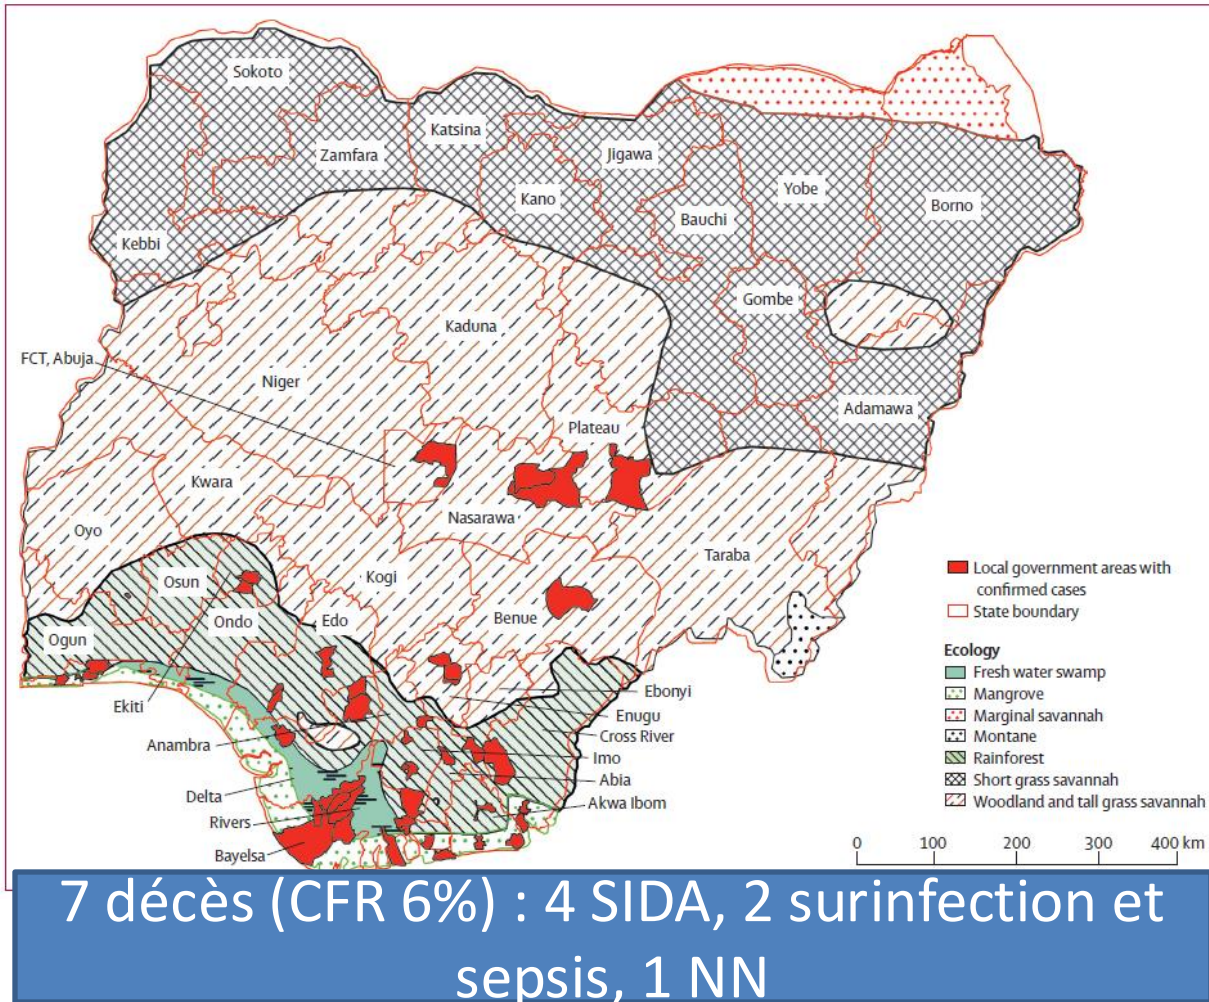 Sokoto
Katsina
Zamfara
Jigawa
Kano
Yobe
Borno
Bauchi
Kebbi
Gombe
Kaduna
FCT, Abuja
Niger
Adamawa
Plateau
Kwara
Nasarawa
Oyo
Taraba
Kogi
Osun
Ondo
Edo
Benue
Ogun
Ekiti
Anambra
Delta
Rivers
Bayelsa
Ebonyi
Enugu
Cross River
Imo
Abia
Akwa Ibom
Local government areas with
confirmed cases
State boundary
Ecology
Fresh water swamp
Mangrove
Marginal savannah
Montane
Rainforest
Short grass savannah
Woodland and tall grass savannah
0 100 200 300 400 km
7 décès (CFR 6%) : 4 SIDA, 2 surinfection et
sepsis, 1 NN